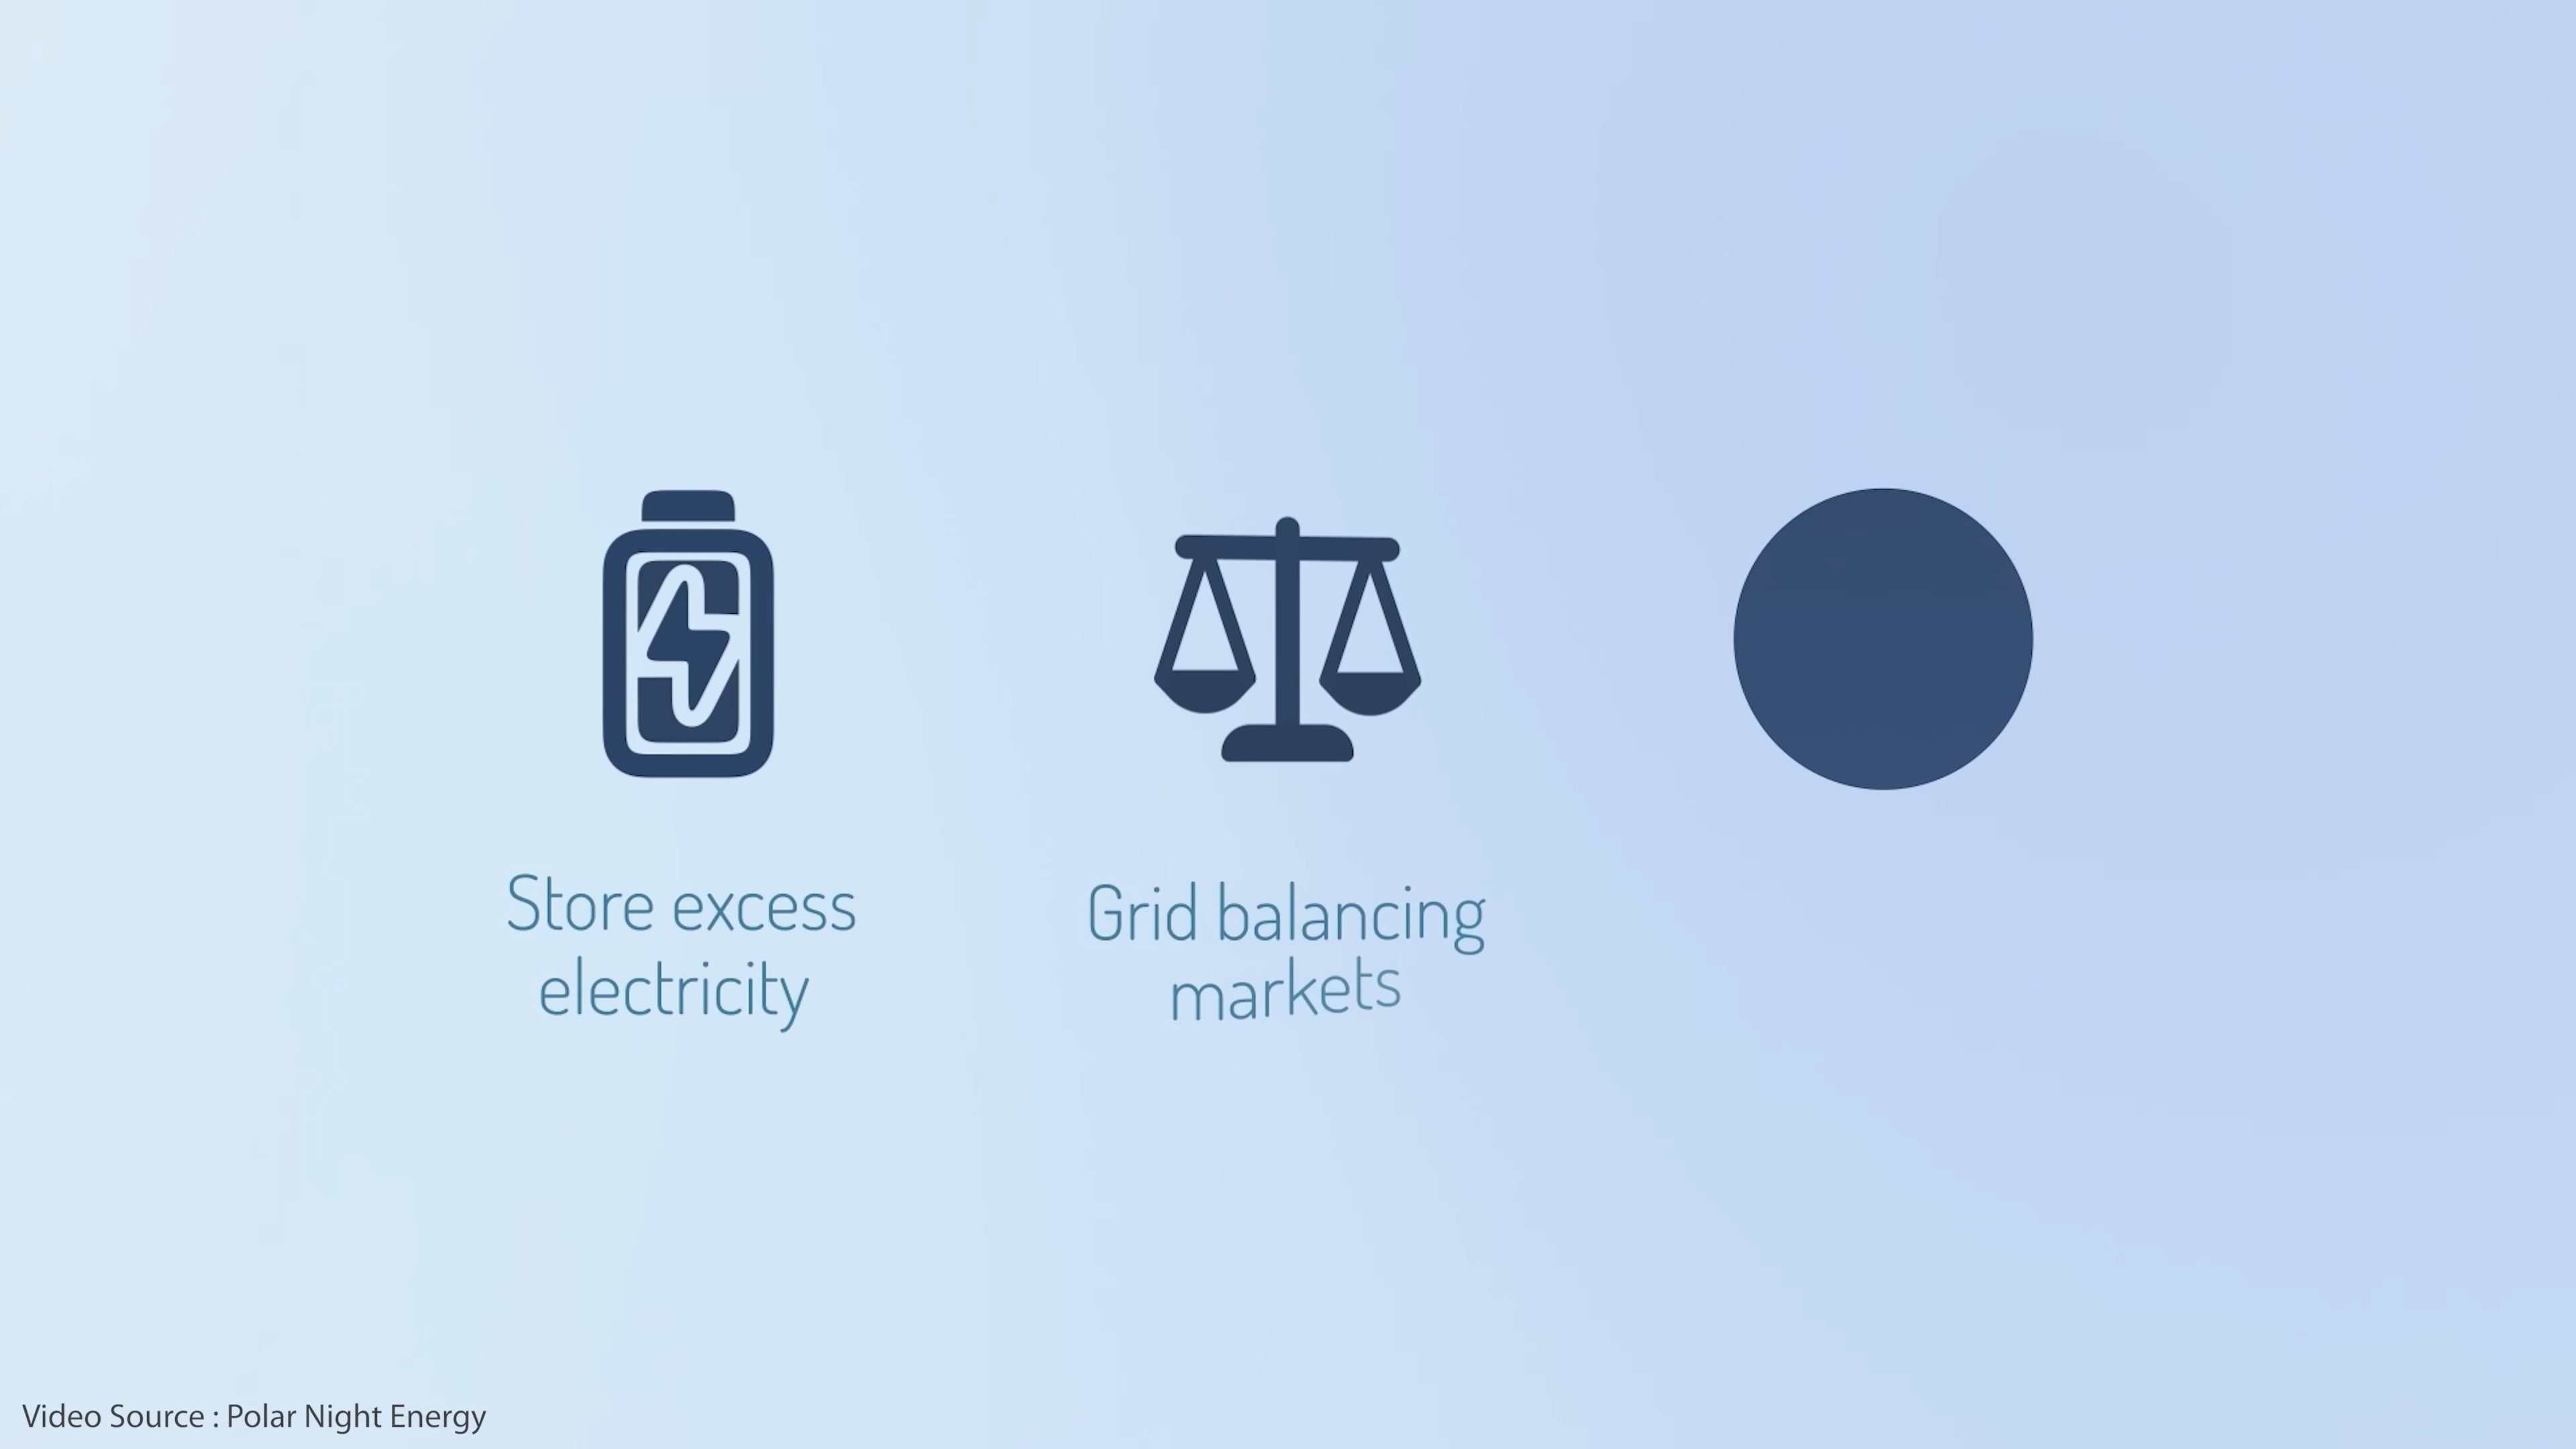 Store excess
electricity
Grid balancing
markets
Video Source : Polar Night Energy